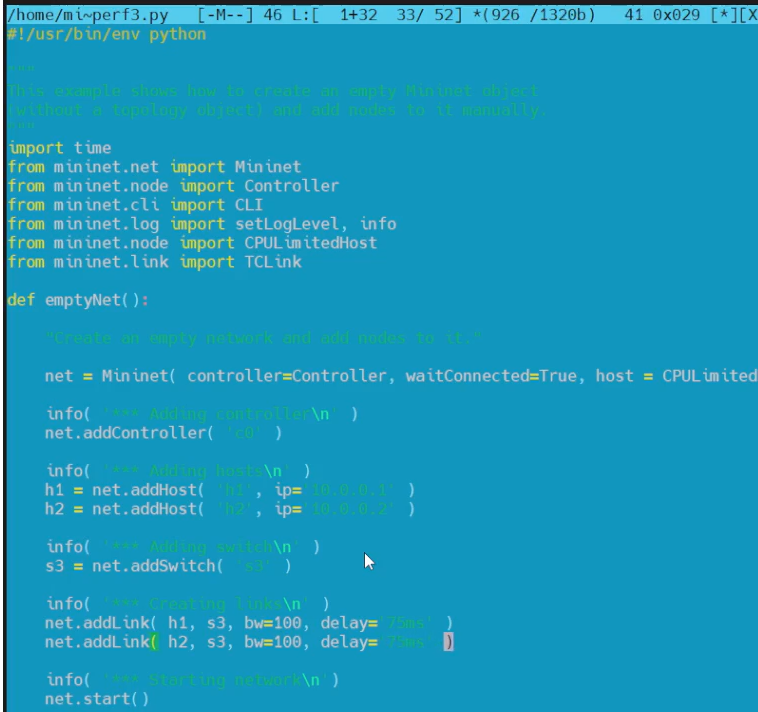 /home/mi~perf3.py   [-M--] 46 L:[  1+32  33/ 52] *(926 /1320b)   41 0x029 [*][X
#!/usr/bin/env python
"""
This example shows how to create an empty Mininet object
(without a topology object) and add nodes to it manually.
"""
import time
from mininet.net import Mininet
from mininet.node import Controller
from mininet.cli import CLI
from mininet.log import setLogLevel, info
from mininet.node import CPULimitedHost
from mininet.link import TCLink
def emptyNet():
    "Create an empty network and add nodes to it."
    net = Mininet( controller=Controller, waitConnected=True, host = CPULimited
    info( '*** Adding controller\n' )
    net.addController( 'c0' )
    info( '*** Adding hosts\n' )
    h1 = net.addHost( 'h1', ip='10.0.0.1' )
    h2 = net.addHost( 'h2', ip='10.0.0.2' )
    info( '*** Adding switch\n' )
    s3 = net.addSwitch( 's3' )
    info( '*** Creating links\n' )
    net.addLink( h1, s3, bw=100, delay='75ms' )
    net.addLink( h2, s3, bw=100, delay='75ms' )
    info( '*** Starting network\n')
    net.start()